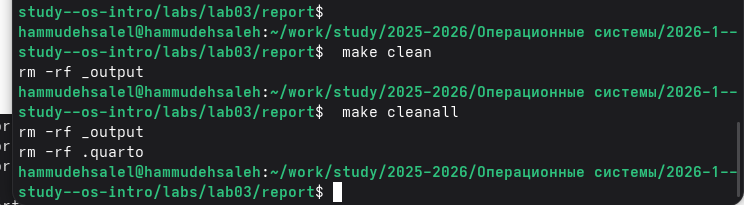 study--os-intro/labs/lab03/report$
hammudehsalel@hammudehsaleh:~/work/study/2025-2026/Операционные системы/2026-1--
study--os-intro/labs/lab03/report$  make clean
rm -rf _output
hammudehsalel@hammudehsaleh:~/work/study/2025-2026/Операционные системы/2026-1--
study--os-intro/labs/lab03/report$  make cleanall
rm -rf _output
rm -rf .quarto
hammudehsalel@hammudehsaleh:~/work/study/2025-2026/Операционные системы/2026-1--
study--os-intro/labs/lab03/report$